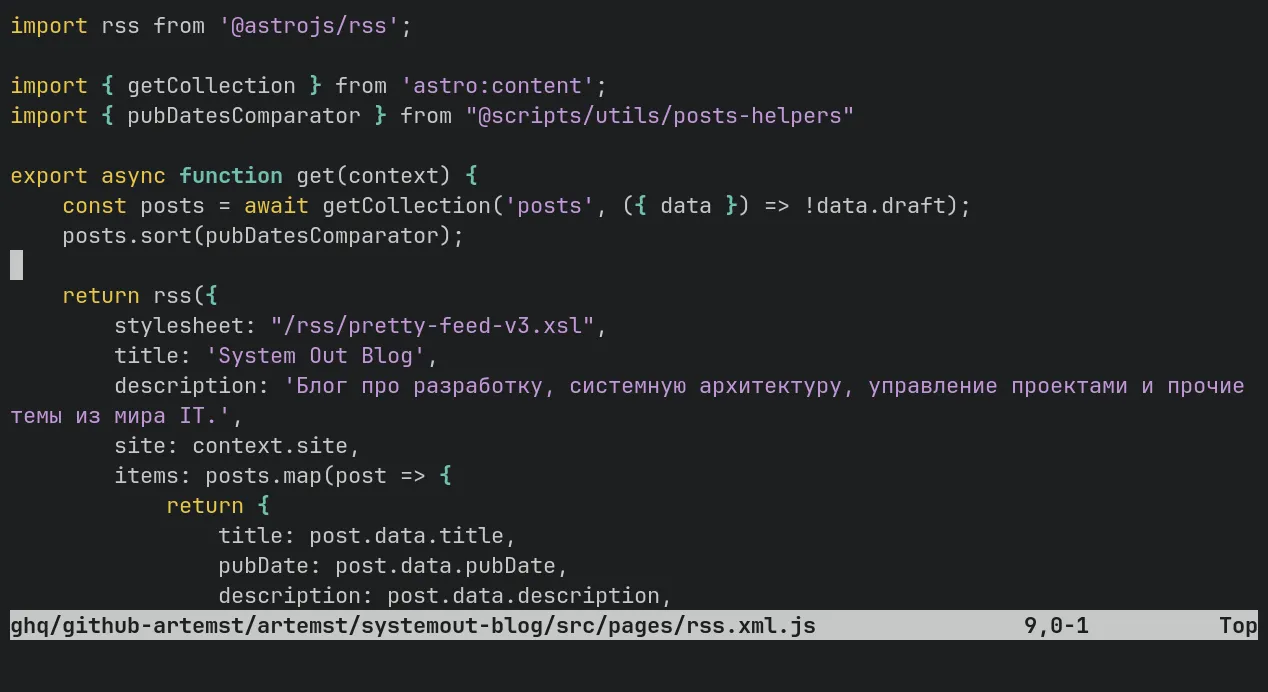 import rss from '@astrojs/rss';

import { getCollection } from 'astro:content';
import { pubDatesComparator } from "@scripts/utils/posts-helpers"

export async function get(context) {
    const posts = await getCollection('posts', ({ data }) => !data.draft);
    posts.sort(pubDatesComparator);

    return rss({
        stylesheet: "/rss/pretty-feed-v3.xsl",
        title: 'System Out Blog',
        description: 'Блог про разработку, системную архитектуру, управление проектами и прочие
темы из мира IT.',
        site: context.site,
        items: posts.map(post => {
            return {
                title: post.data.title,
                pubDate: post.data.pubDate,
                description: post.data.description,
ghq/github-artemst/artemst/systemout-blog/src/pages/rss.xml.js 9,0-1 Top